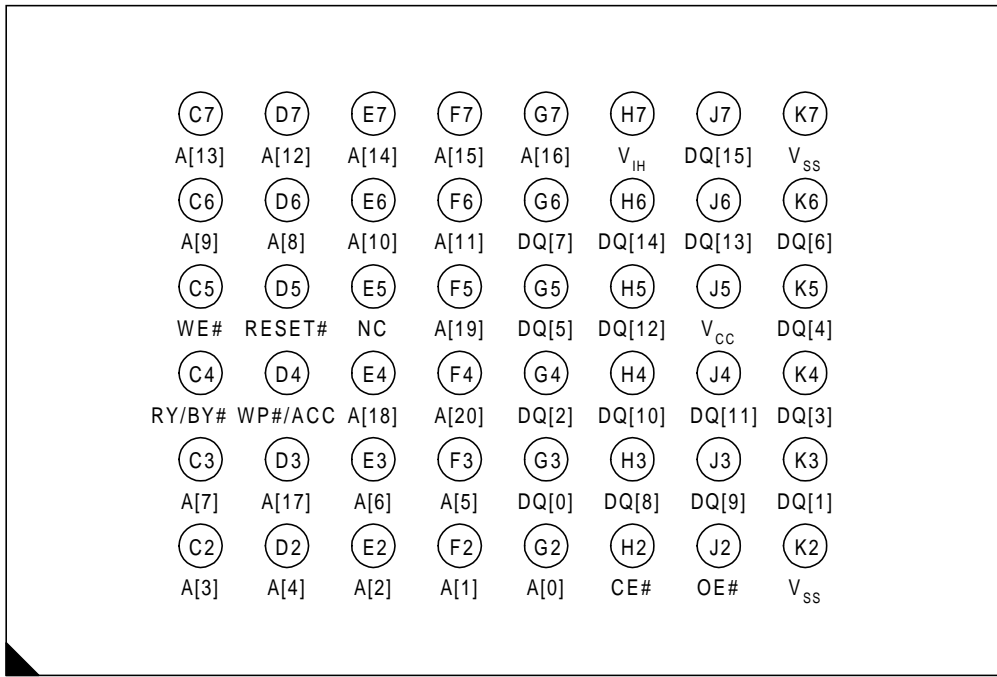 C7 D7 E7 F7 G7 H7 J7 K7
A[13] A[12] A[14] A[15] A[16] VIH DQ[15] VSS
C6 D6 E6 F6 G6 H6 J6 K6
A[9] A[8] A[10] A[11] DQ[7] DQ[14] DQ[13] DQ[6]
C5 D5 E5 F5 G5 H5 J5 K5
WE# RESET# NC A[19] DQ[5] DQ[12] VCC DQ[4]
C4 D4 E4 F4 G4 H4 J4 K4
RY/BY# WP#/ACC A[18] A[20] DQ[2] DQ[10] DQ[11] DQ[3]
C3 D3 E3 F3 G3 H3 J3 K3
A[7] A[17] A[6] A[5] DQ[0] DQ[8] DQ[9] DQ[1]
C2 D2 E2 F2 G2 H2 J2 K2
A[3] A[4] A[2] A[1] A[0] CE# OE# VSS